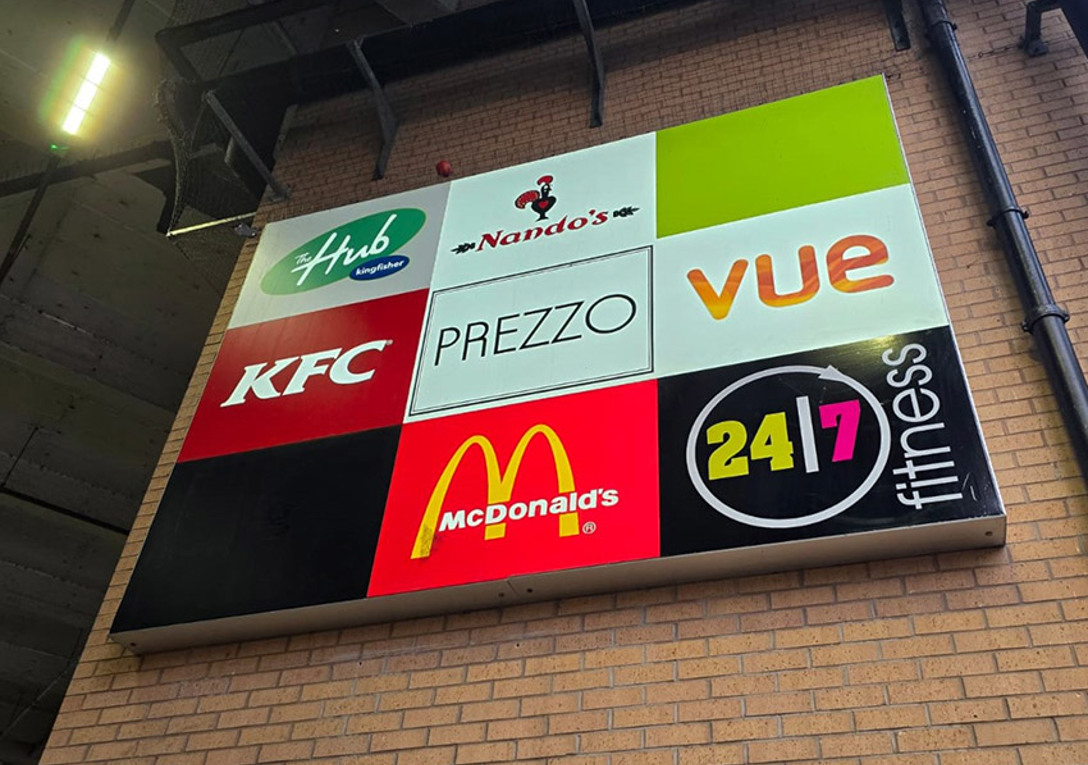 The Hub
kingfisher
Nando's
KFC
PREZZO
vue
McDonald's
®
24|7
fitness